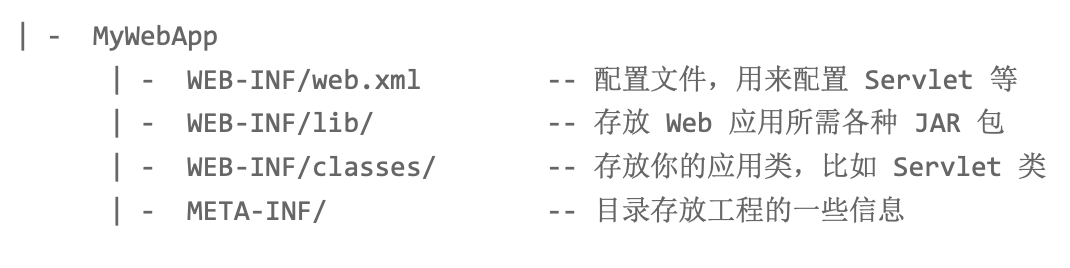 | - MyWebApp
| - WEB-INF/web.xml -- 配置文件，用来配置 Servlet 等
| - WEB-INF/lib/ -- 存放 Web 应用所需各种 JAR 包
| - WEB-INF/classes/ -- 存放你的应用类，比如 Servlet 类
| - META-INF/ -- 目录存放工程的一些信息